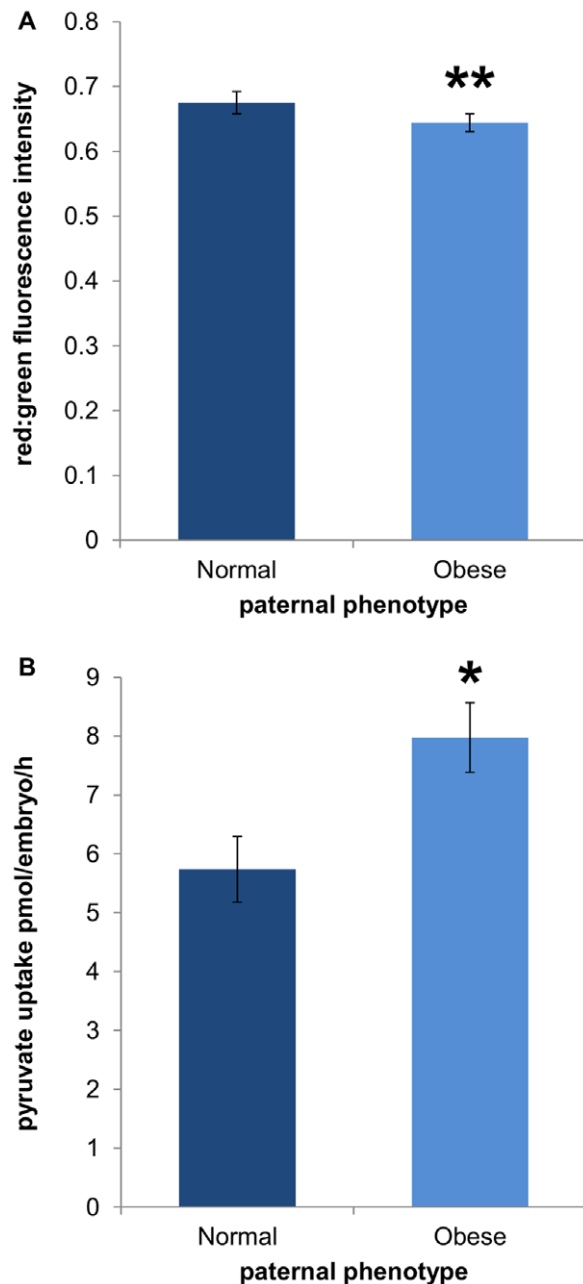 A
red:green fluorescence intensity
0.8
0.7
0.6
0.5
0.4
0.3
0.2
0.1
0
**
Normal Obese
paternal phenotype
B
pyruvate uptake pmol/embryo/h
9
8
7
6
5
4
3
2
1
0
*
Normal Obese
paternal phenotype